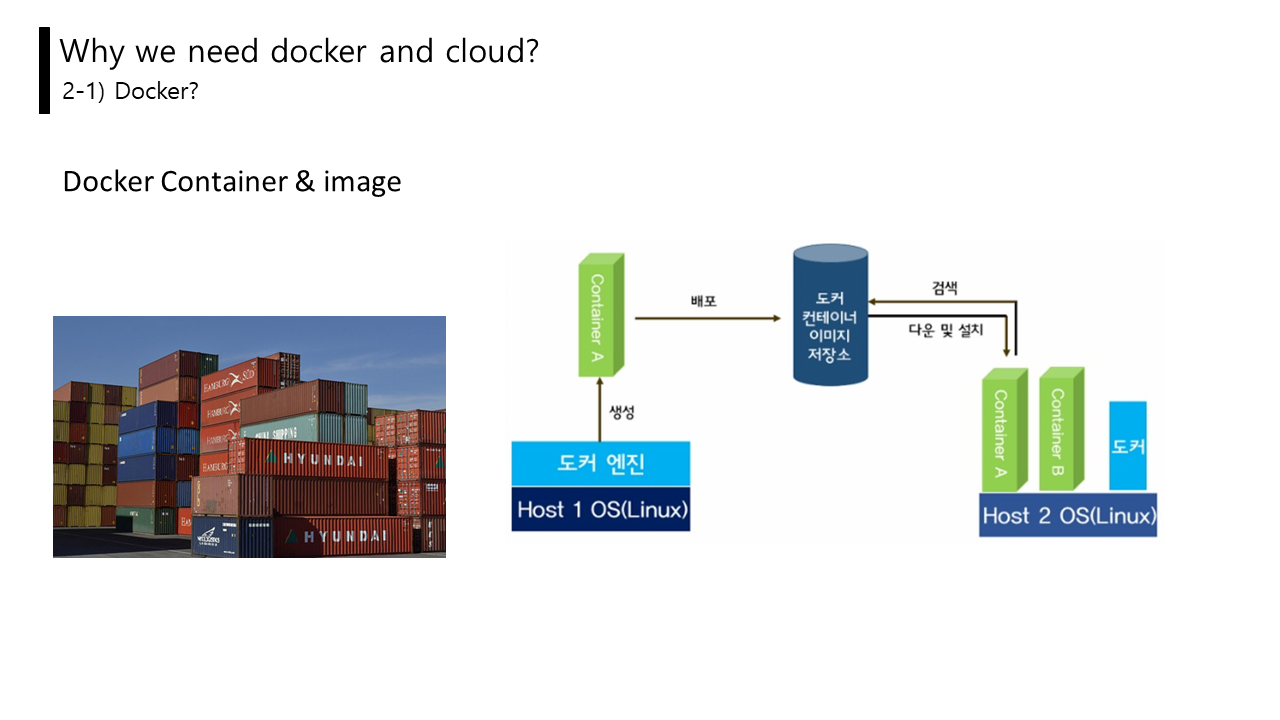 Why we need docker and cloud?
2-1) Docker?
Docker Container & image
HAMBURG SÜD
HAMBURG
HAMBURG
CHINA SHIPPING
HYUNDAI
HYUNDAI
Container A
배포
도커
컨테이너
이미지
저장소
검색
다운 및 설치
생성
도커 엔진
Host 1 OS(Linux)
Container A
Container B
도커
Host 2 OS(Linux)